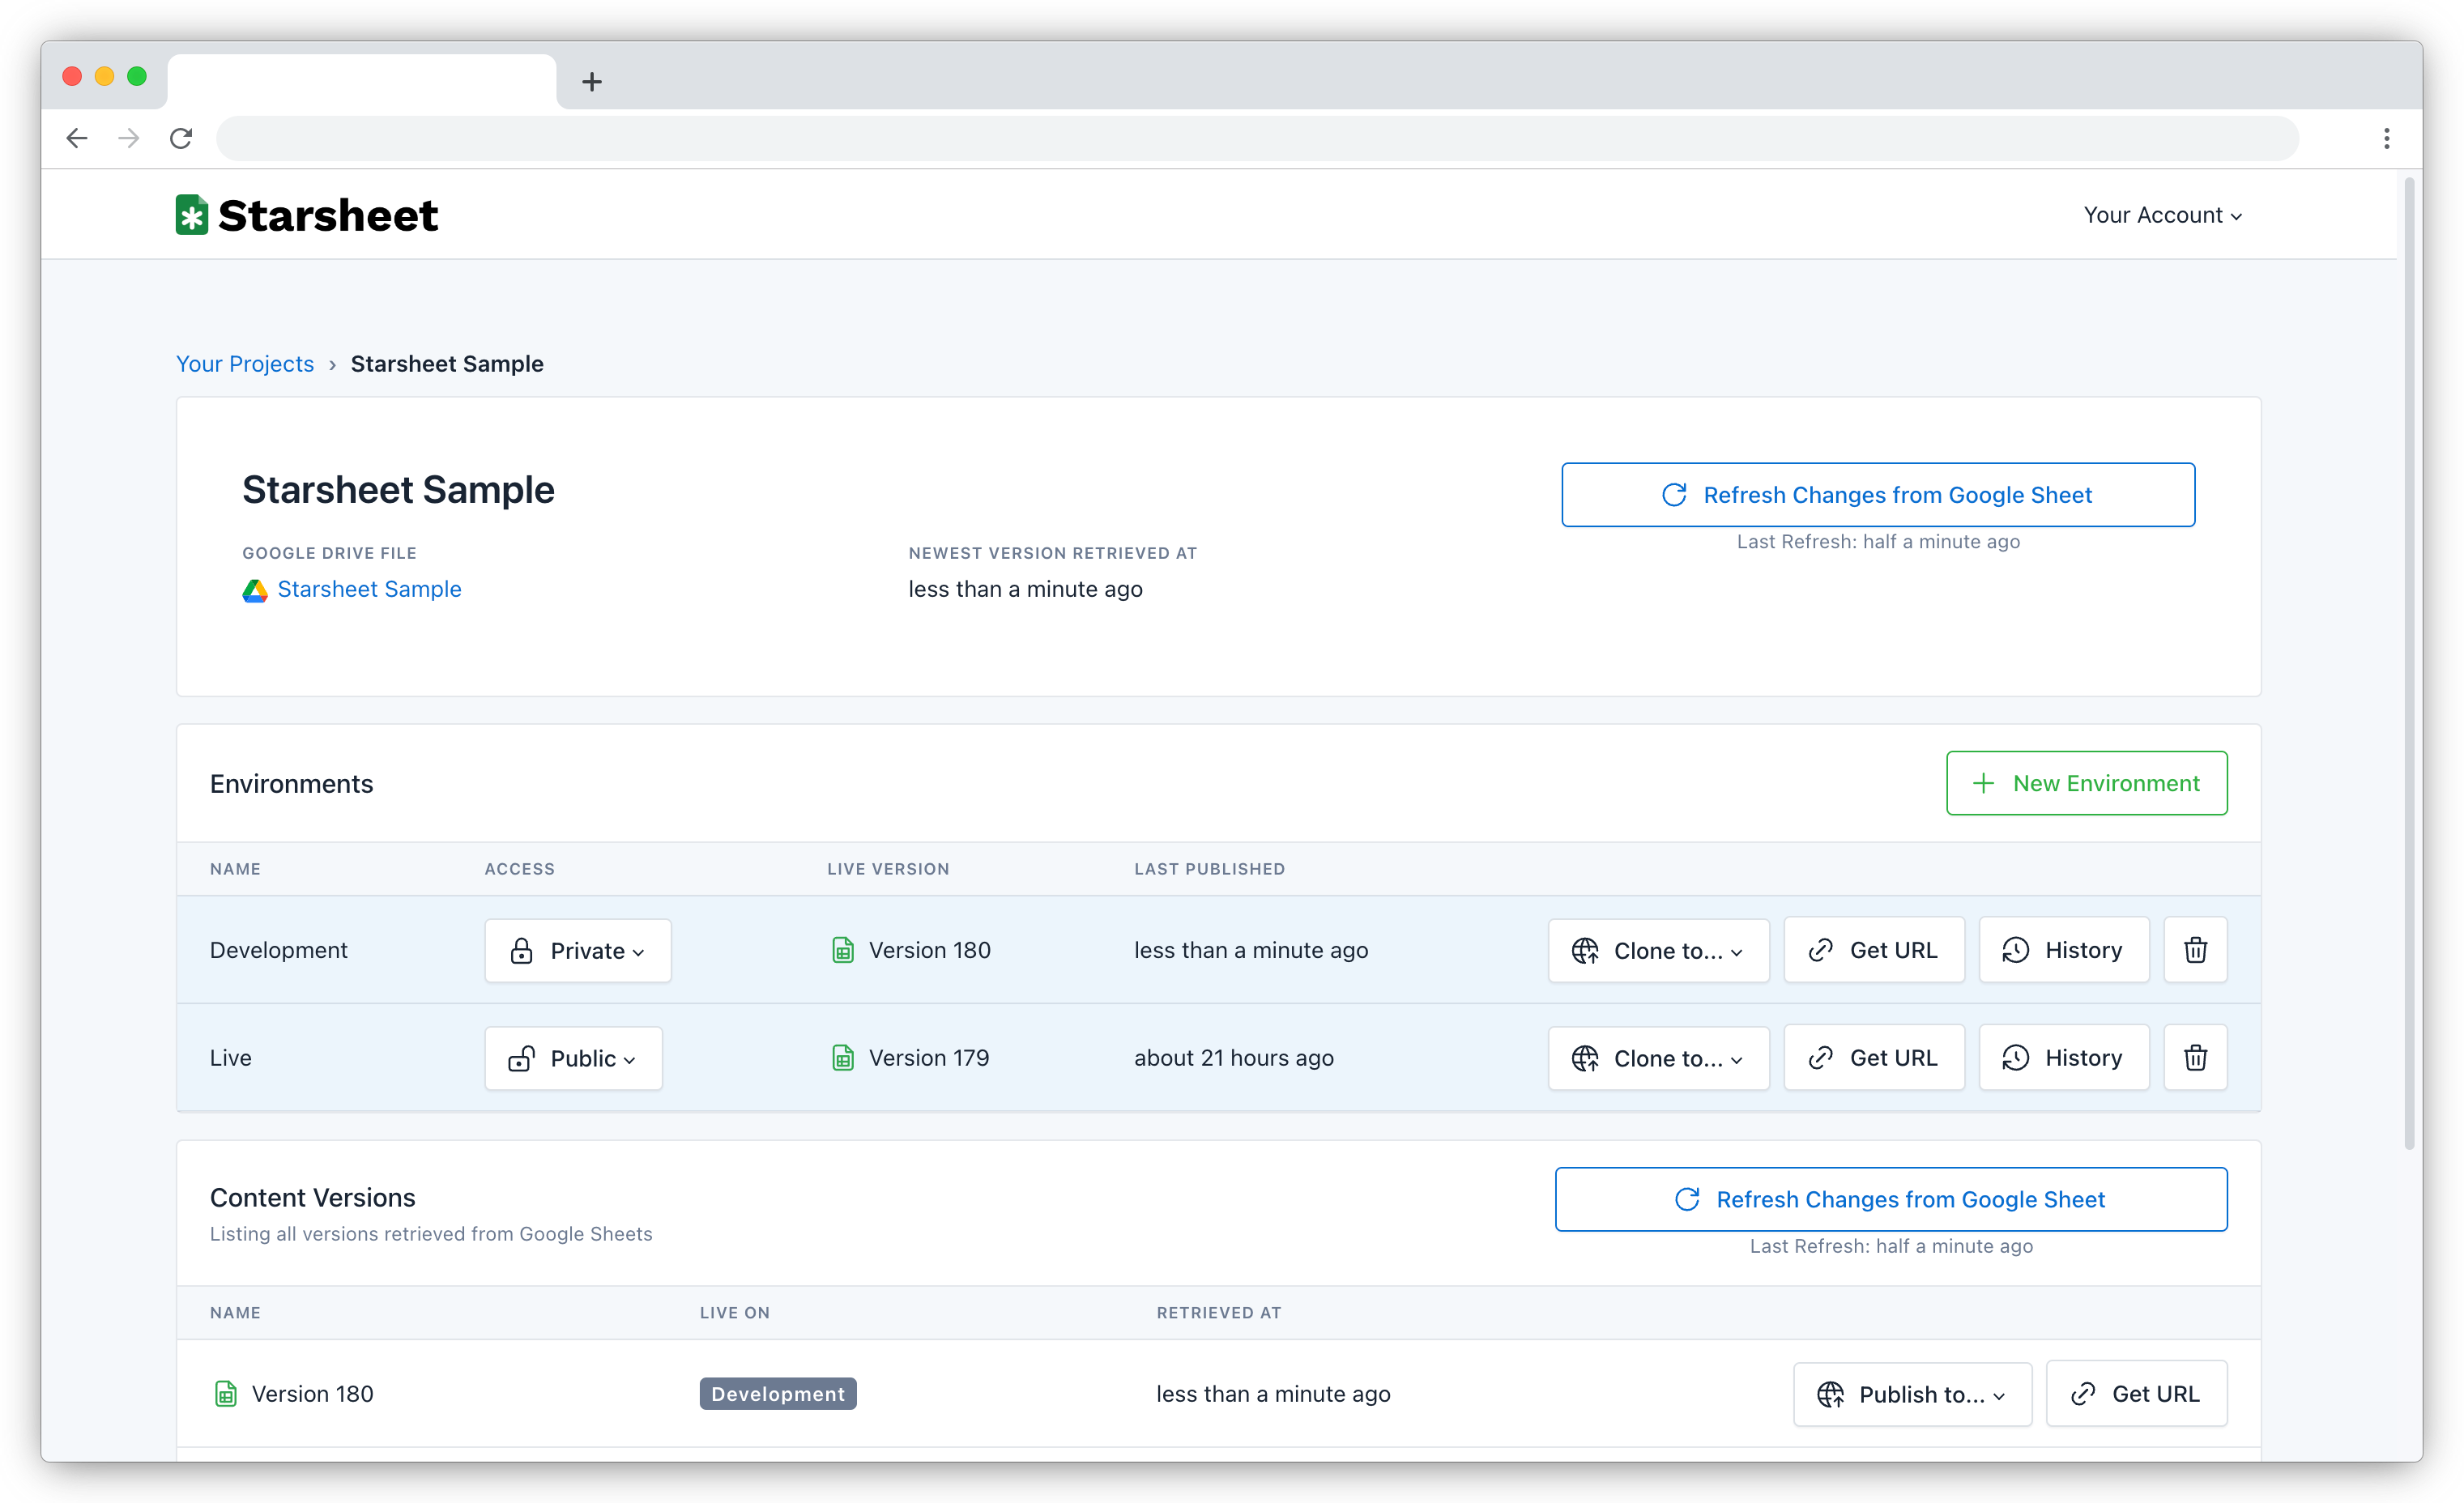 Starsheet
Your Account
Your Projects › Starsheet Sample
Starsheet Sample
Refresh Changes from Google Sheet
Last Refresh: half a minute ago
GOOGLE DRIVE FILE
Starsheet Sample
NEWEST VERSION RETRIEVED AT
less than a minute ago
Environments
New Environment
NAME ACCESS LIVE VERSION LAST PUBLISHED
Development Private Version 180 less than a minute ago Clone to... Get URL History
Live Public Version 179 about 21 hours ago Clone to... Get URL History
Content Versions
Listing all versions retrieved from Google Sheets
Refresh Changes from Google Sheet
Last Refresh: half a minute ago
NAME LIVE ON RETRIEVED AT
Version 180 Development less than a minute ago Publish to... Get URL